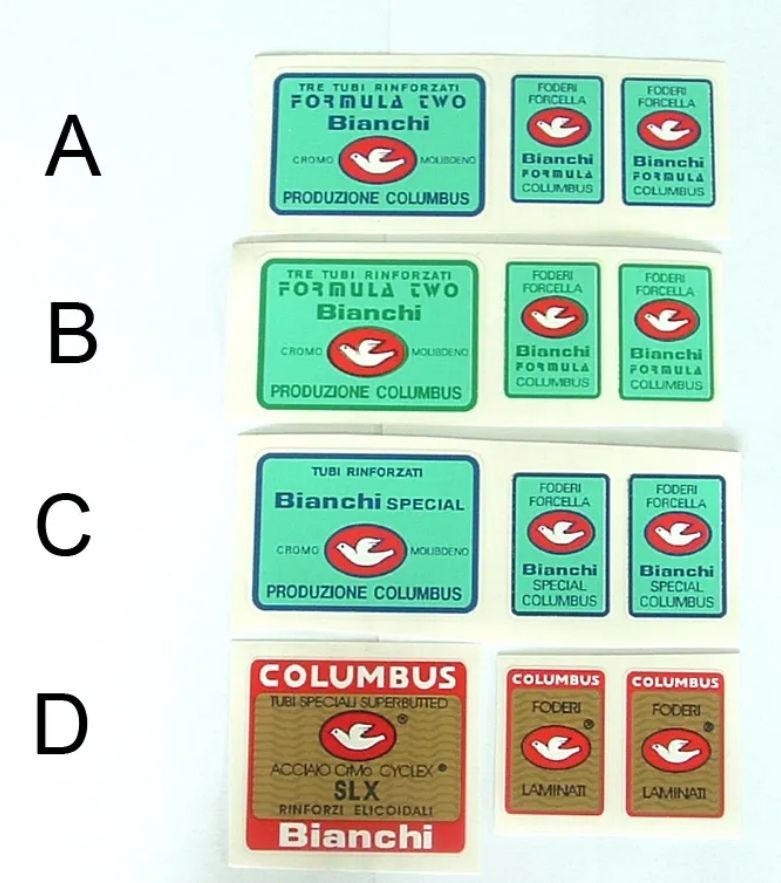 A
TRE TUBI RINFORZATI
FORMULA TWO
Bianchi
CROMO MOLIBDENO
PRODUZIONE COLUMBUS
FODERI
FORCELLA
Bianchi
FORMULA
COLUMBUS
FODERI
FORCELLA
Bianchi
FORMULA
COLUMBUS
B
TRE TUBI RINFORZATI
FORMULA TWO
Bianchi
CROMO MOLIBDENO
PRODUZIONE COLUMBUS
FODERI
FORCELLA
Bianchi
FORMULA
COLUMBUS
FODERI
FORCELLA
Bianchi
FORMULA
COLUMBUS
C
TUBI RINFORZATI
Bianchi SPECIAL
CROMO MOLIBDENO
PRODUZIONE COLUMBUS
FODERI
FORCELLA
Bianchi
SPECIAL
COLUMBUS
FODERI
FORCELLA
Bianchi
SPECIAL
COLUMBUS
D
COLUMBUS
TUBI SPECIALI SUPERBUTTED
®
ACCIAIO CrMo CYCLEX ®
SLX
RINFORZI ELICOIDALI
Bianchi
COLUMBUS
FODERI
®
LAMINATI
COLUMBUS
FODERI
®
LAMINATI